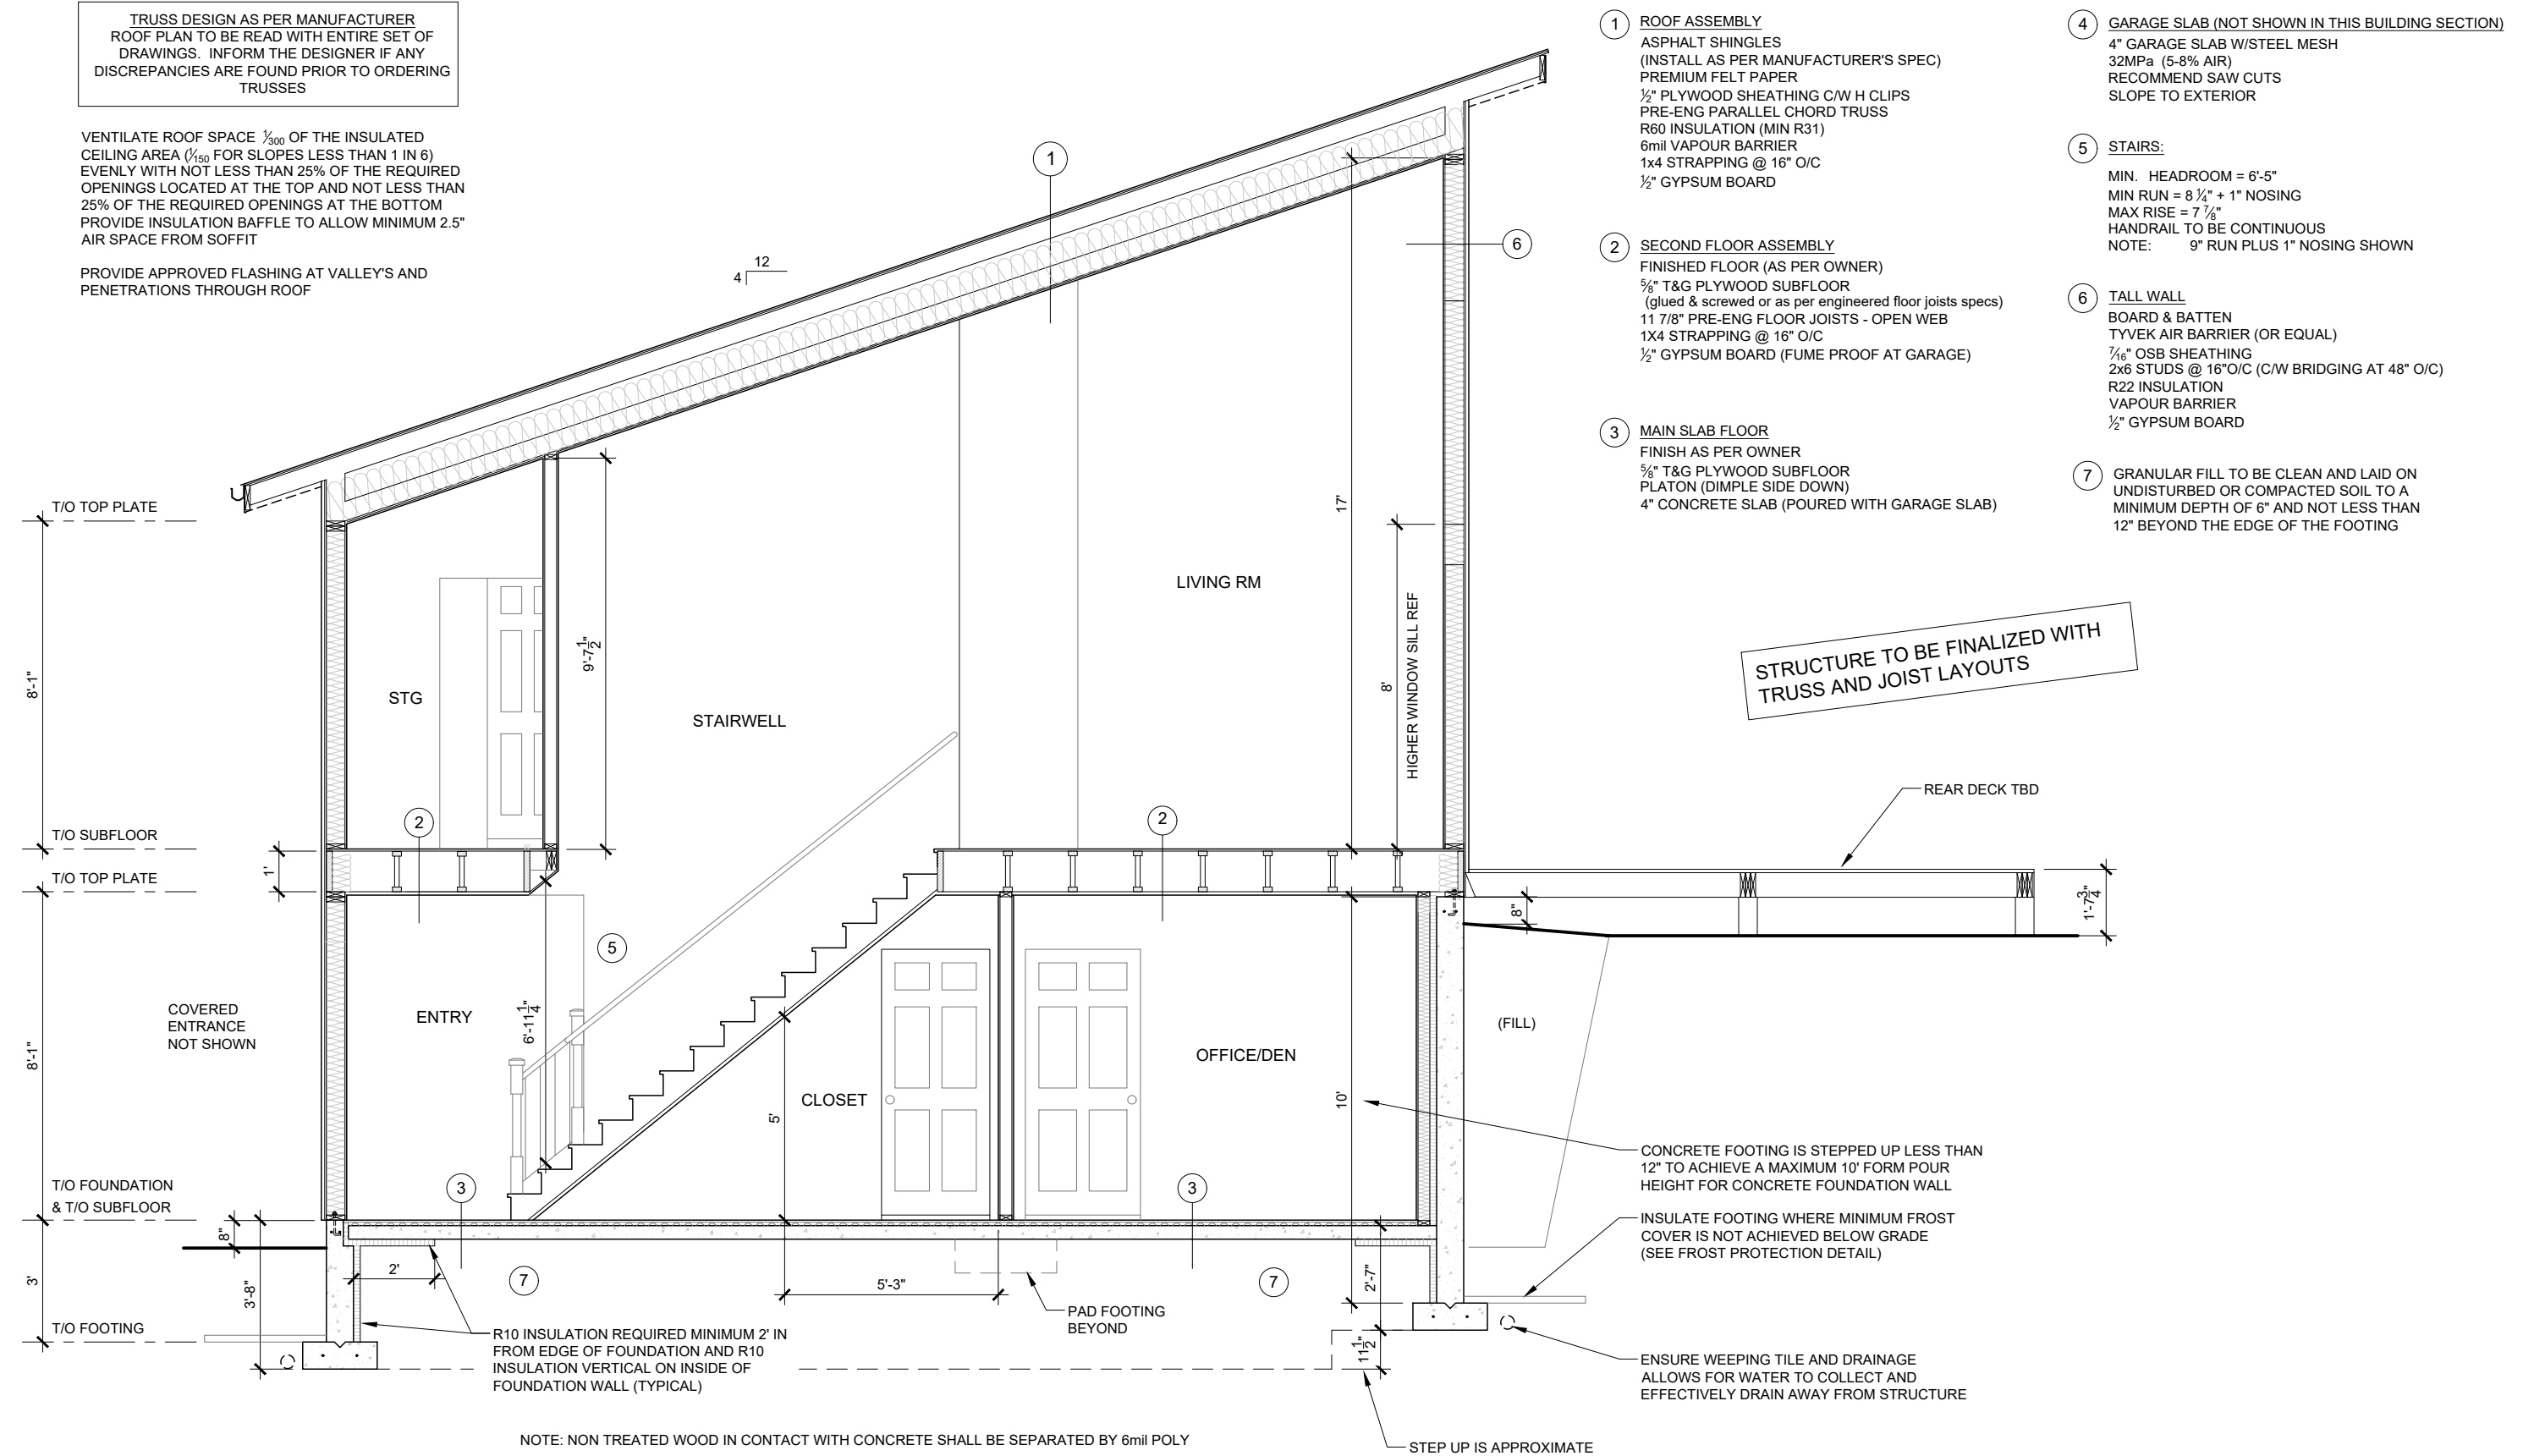 TRUSS DESIGN AS PER MANUFACTURER
ROOF PLAN TO BE READ WITH ENTIRE SET OF
DRAWINGS. INFORM THE DESIGNER IF ANY
DISCREPANCIES ARE FOUND PRIOR TO ORDERING
TRUSSES
VENTILATE ROOF SPACE 1/300 OF THE INSULATED
CEILING AREA (1/150 FOR SLOPES LESS THAN 1 IN 6)
EVENLY WITH NOT LESS THAN 25% OF THE REQUIRED
OPENINGS LOCATED AT THE TOP AND NOT LESS THAN
25% OF THE REQUIRED OPENINGS AT THE BOTTOM
PROVIDE INSULATION BAFFLE TO ALLOW MINIMUM 2.5"
AIR SPACE FROM SOFFIT
PROVIDE APPROVED FLASHING AT VALLEY'S AND
PENETRATIONS THROUGH ROOF
1 ROOF ASSEMBLY
ASPHALT SHINGLES
(INSTALL AS PER MANUFACTURER'S SPEC)
PREMIUM FELT PAPER
½" PLYWOOD SHEATHING C/W H CLIPS
PRE-ENG PARALLEL CHORD TRUSS
R60 INSULATION (MIN R31)
6mil VAPOUR BARRIER
1x4 STRAPPING @ 16" O/C
½" GYPSUM BOARD
2 SECOND FLOOR ASSEMBLY
FINISHED FLOOR (AS PER OWNER)
⅝" T&G PLYWOOD SUBFLOOR
(glued & screwed or as per engineered floor joists specs)
11 7/8" PRE-ENG FLOOR JOISTS - OPEN WEB
1X4 STRAPPING @ 16" O/C
½" GYPSUM BOARD (FUME PROOF AT GARAGE)
3 MAIN SLAB FLOOR
FINISH AS PER OWNER
⅝" T&G PLYWOOD SUBFLOOR
PLATON (DIMPLE SIDE DOWN)
4" CONCRETE SLAB (POURED WITH GARAGE SLAB)
4 GARAGE SLAB (NOT SHOWN IN THIS BUILDING SECTION)
4" GARAGE SLAB W/STEEL MESH
32MPa (5-8% AIR)
RECOMMEND SAW CUTS
SLOPE TO EXTERIOR
5 STAIRS:
MIN. HEADROOM = 6'-5"
MIN RUN = 8 ¼" + 1" NOSING
MAX RISE = 7 ⅞"
HANDRAIL TO BE CONTINUOUS
NOTE: 9" RUN PLUS 1" NOSING SHOWN
6 TALL WALL
BOARD & BATTEN
TYVEK AIR BARRIER (OR EQUAL)
7/16" OSB SHEATHING
2x6 STUDS @ 16"O/C (C/W BRIDGING AT 48" O/C)
R22 INSULATION
VAPOUR BARRIER
½" GYPSUM BOARD
7 GRANULAR FILL TO BE CLEAN AND LAID ON
UNDISTURBED OR COMPACTED SOIL TO A
MINIMUM DEPTH OF 6" AND NOT LESS THAN
12" BEYOND THE EDGE OF THE FOOTING
STRUCTURE TO BE FINALIZED WITH
TRUSS AND JOIST LAYOUTS
1
6
12
4
T/O TOP PLATE
17'
8'
HIGHER WINDOW SILL REF
LIVING RM
9'-7 1/2"
8'-1"
STG
STAIRWELL
REAR DECK TBD
2
2
T/O SUBFLOOR
1'
T/O TOP PLATE
8"
1'-7 3/4"
5
COVERED
ENTRANCE
NOT SHOWN
ENTRY
6'-11 1/4"
(FILL)
8'-1"
OFFICE/DEN
CLOSET
5'
10'
CONCRETE FOOTING IS STEPPED UP LESS THAN
12" TO ACHIEVE A MAXIMUM 10' FORM POUR
HEIGHT FOR CONCRETE FOUNDATION WALL
3
3
T/O FOUNDATION
& T/O SUBFLOOR
INSULATE FOOTING WHERE MINIMUM FROST
COVER IS NOT ACHIEVED BELOW GRADE
(SEE FROST PROTECTION DETAIL)
8"
3'
3'-8"
2'
7
5'-3"
7
2'-7"
PAD FOOTING
BEYOND
T/O FOOTING
R10 INSULATION REQUIRED MINIMUM 2' IN
FROM EDGE OF FOUNDATION AND R10
INSULATION VERTICAL ON INSIDE OF
FOUNDATION WALL (TYPICAL)
11 1/2"
ENSURE WEEPING TILE AND DRAINAGE
ALLOWS FOR WATER TO COLLECT AND
EFFECTIVELY DRAIN AWAY FROM STRUCTURE
NOTE: NON TREATED WOOD IN CONTACT WITH CONCRETE SHALL BE SEPARATED BY 6mil POLY
STEP UP IS APPROXIMATE